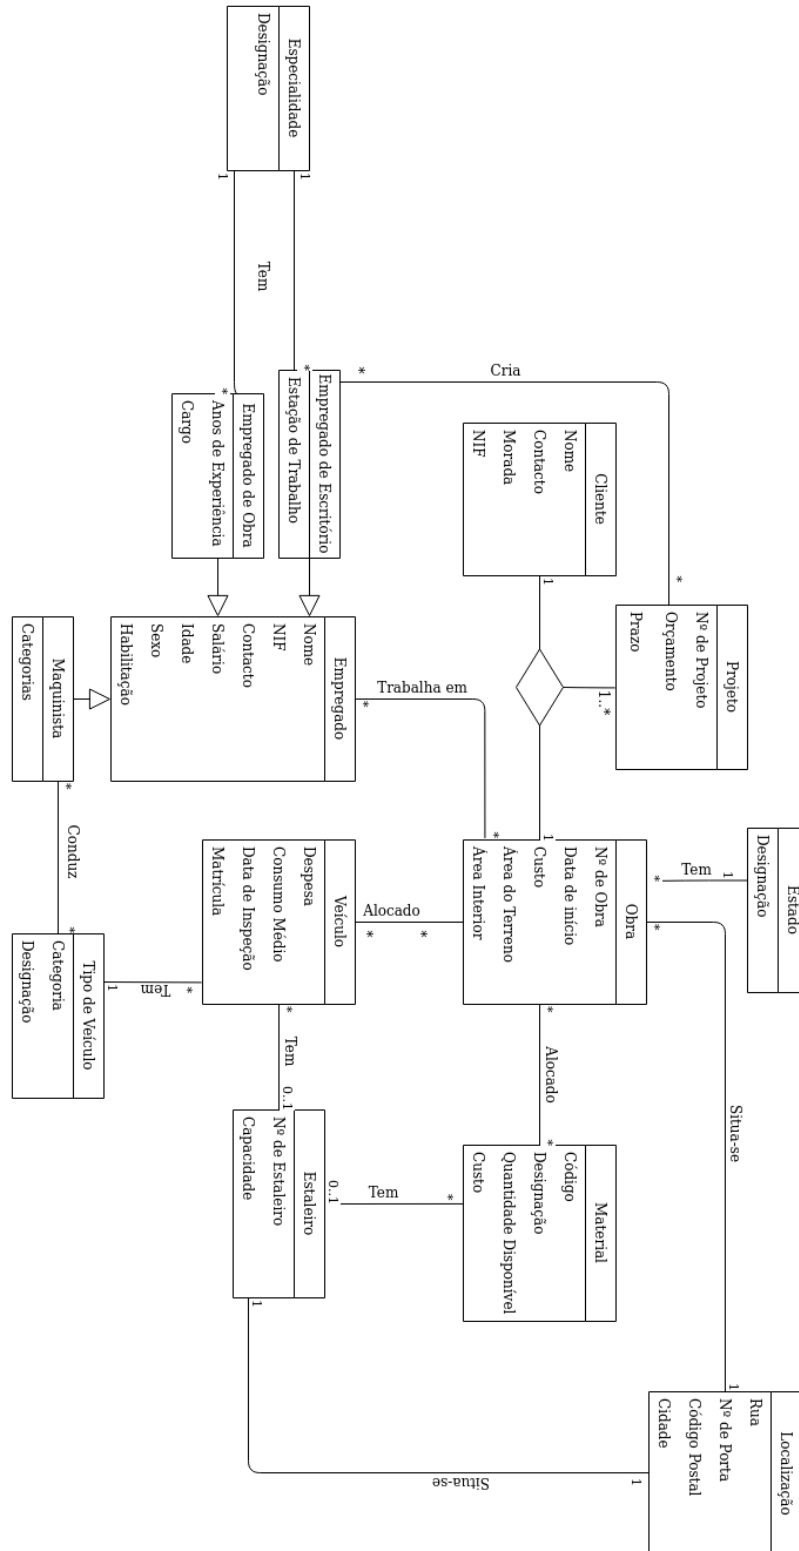 Especialidade
Designação
1
1
Tem
*
*
Empregado de Escritório
Estação de Trabalho
Empregado de Obra
Anos de Experiência
Cargo
*
Cria
*
Cliente
Nome
Contacto
Morada
NIF
1
Projeto
Nº de Projeto
Orçamento
Prazo
1..*
Empregado
Nome
NIF
Contacto
Salário
Idade
Sexo
Habilitação
*
Trabalha em
*
Maquinista
Categorias
*
Conduz
*
Tipo de Veículo
Categoria
Designação
1
Tem
*
Veículo
Despesa
Consumo Médio
Data de Inspeção
Matrícula
*
Alocado
*
1
Obra
Nº de Obra
Data de início
Custo
Área do Terreno
Área Interior
*
Tem
1
Estado
Designação
*
Situa-se
1
*
Alocado
*
Material
Código
Designação
Quantidade Disponível
Custo
*
Tem
0..1
Estaleiro
Nº de Estaleiro
Capacidade
*
Tem
0..1
1
Situa-se
1
Localização
Rua
Nº de Porta
Código Postal
Cidade